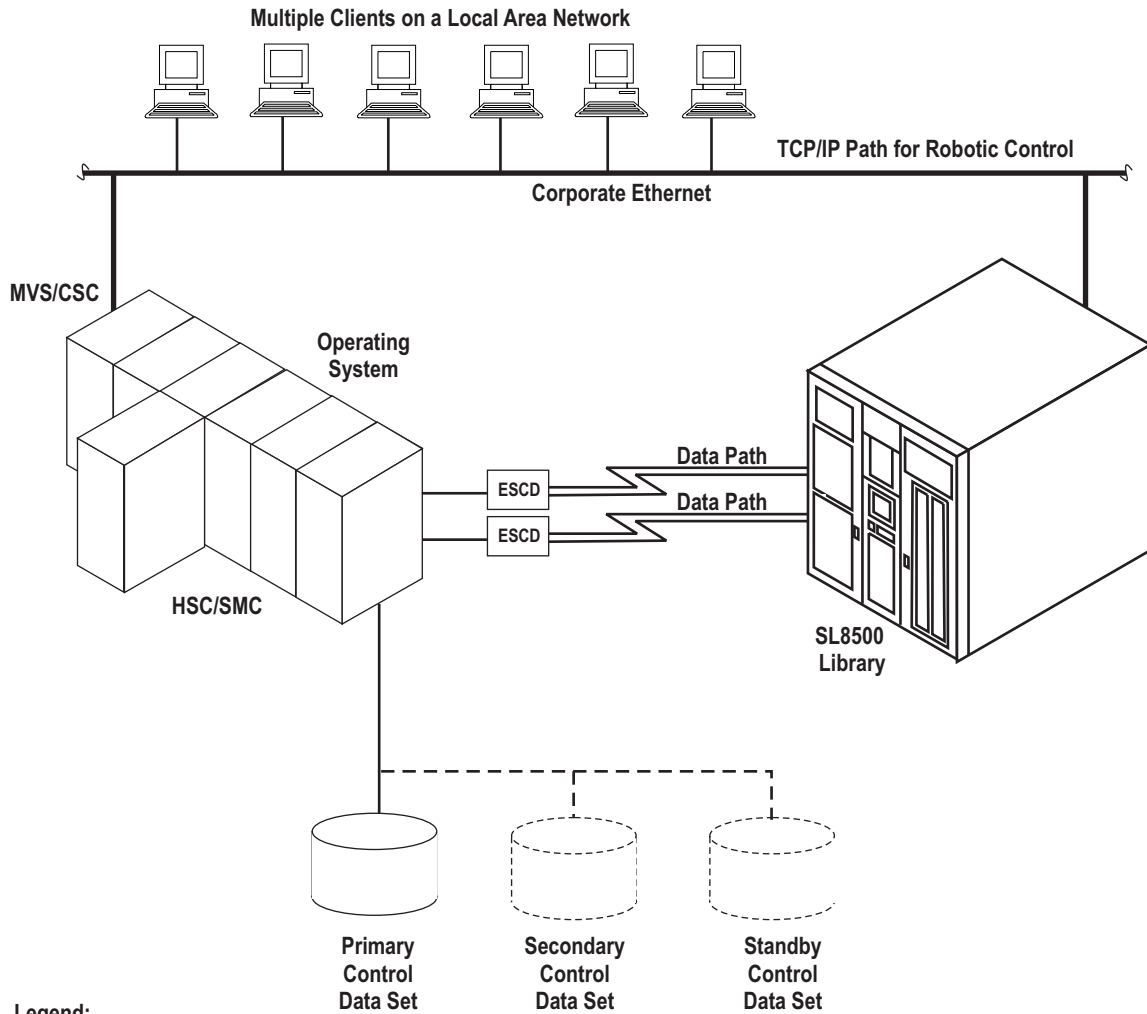 Multiple Clients on a Local Area Network
TCP/IP Path for Robotic Control
Corporate Ethernet
MVS/CSC
Operating
System
Data Path
ESCD
Data Path
ESCD
HSC/SMC
SL8500
Library
Primary
Control
Data Set
Secondary
Control
Data Set
Standby
Control
Data Set
Legend: